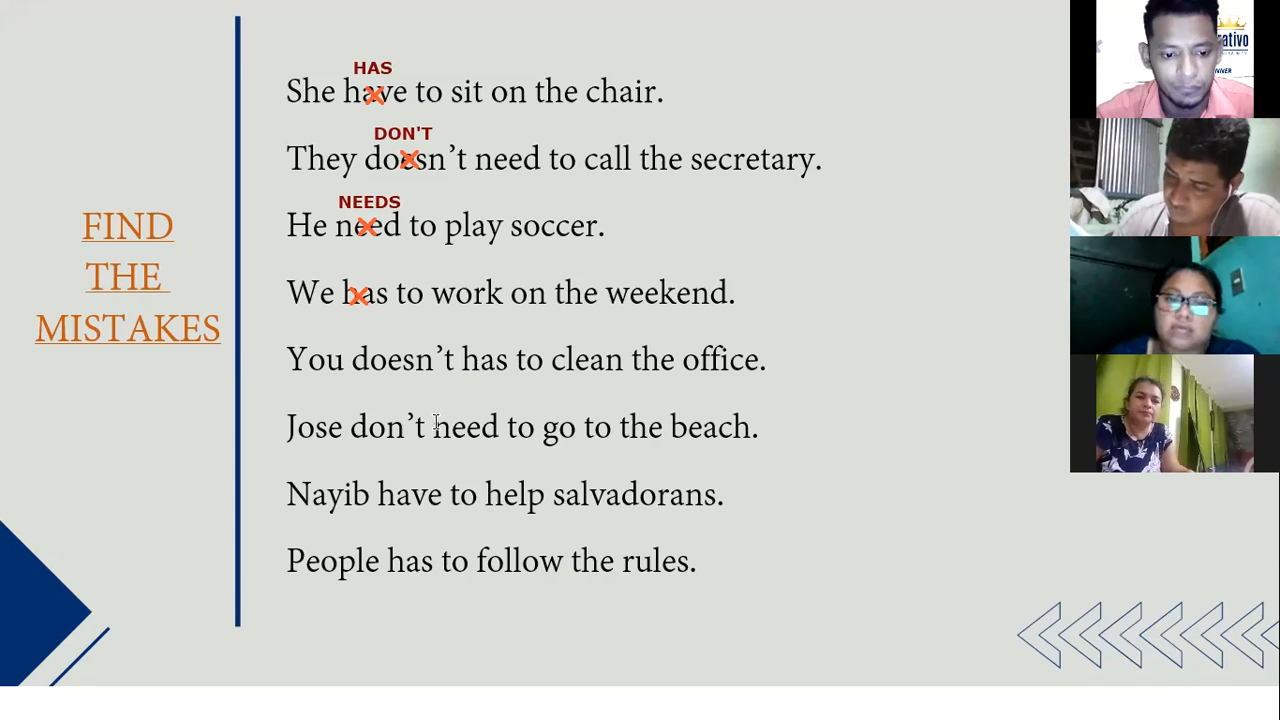 FIND
THE
MISTAKES
HAS
She have to sit on the chair.
DON'T
They doesn’t need to call the secretary.
NEEDS
He need to play soccer.
We has to work on the weekend.
You doesn’t has to clean the office.
Jose don’t need to go to the beach.
Nayib have to help salvadorans.
People has to follow the rules.